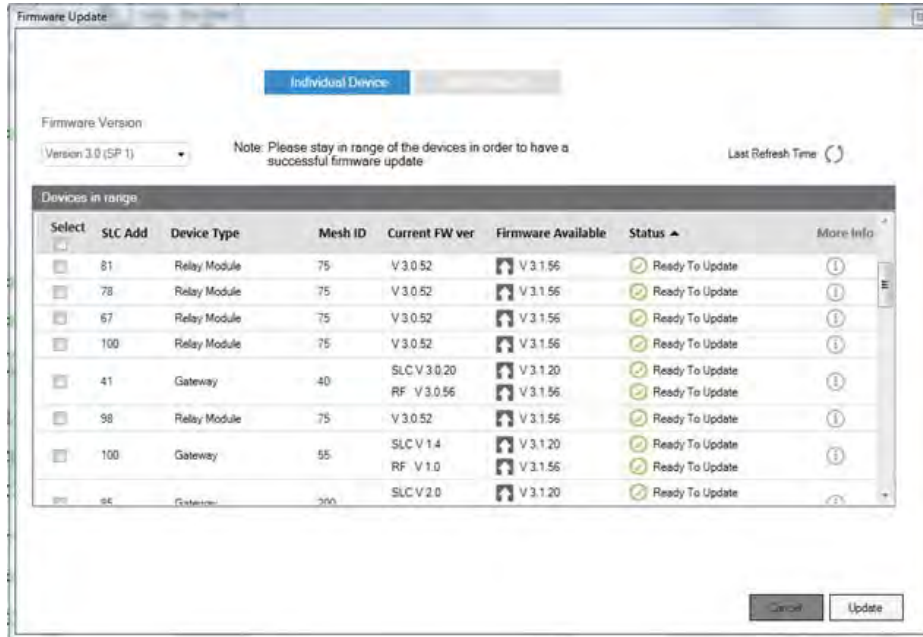 Firmware Update
Individual Device
Firmware Version
Version 3.0 (SP 1)
Note: Please stay in range of the devices in order to have a
successful firmware update
Last Refresh Time
Devices in range
Select SLC Add Device Type Mesh ID Current FW ver Firmware Available Status More Info
81 Relay Module 75 V 3.0.52 V 3.1.56 Ready To Update
78 Relay Module 75 V 3.0.52 V 3.1.56 Ready To Update
67 Relay Module 75 V 3.0.52 V 3.1.56 Ready To Update
100 Relay Module 75 V 3.0.52 V 3.1.56 Ready To Update
41 Gateway 40 SLC V 3.0.20 V 3.1.20 Ready To Update
RF V 3.0.56 V 3.1.56 Ready To Update
98 Relay Module 75 V 3.0.52 V 3.1.56 Ready To Update
100 Gateway 55 SLC V 1.4 V 3.1.20 Ready To Update
RF V 1.0 V 3.1.56 Ready To Update
95 Gateway 200 SLC V 2.0 V 3.1.20 Ready To Update
Cancel Update